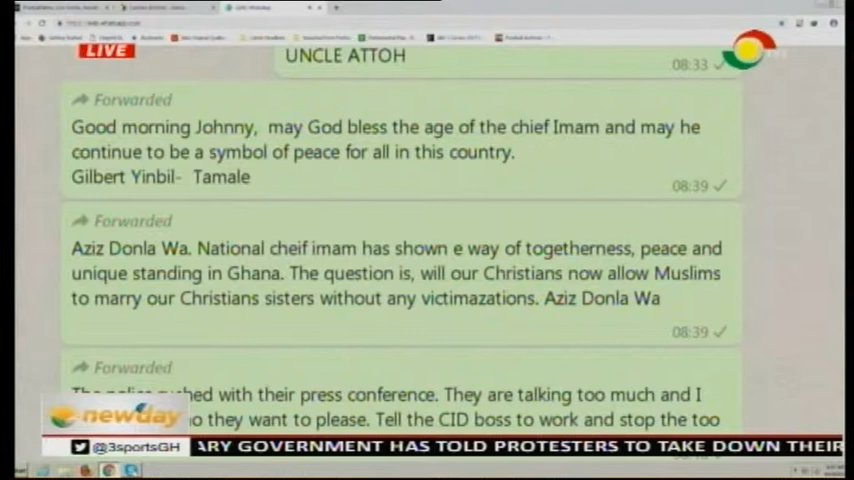 LIVE
UNCLE ATTOH
08:33
Forwarded
Good morning Johnny, may God bless the age of the chief Imam and may he
continue to be a symbol of peace for all in this country.
Gilbert Yinbil- Tamale
08:39
Forwarded
Aziz Donla Wa. National cheif imam has shown e way of togetherness, peace and
unique standing in Ghana. The question is, will our Christians now allow Muslims
to marry our Christians sisters without any victimazations. Aziz Donla Wa
08:39
Forwarded
The police rushed with their press conference. They are talking too much and I
they want to please. Tell the CID boss to work and stop the too
newday
@3sportsGH
ARY GOVERNMENT HAS TOLD PROTESTERS TO TAKE DOWN THEIR